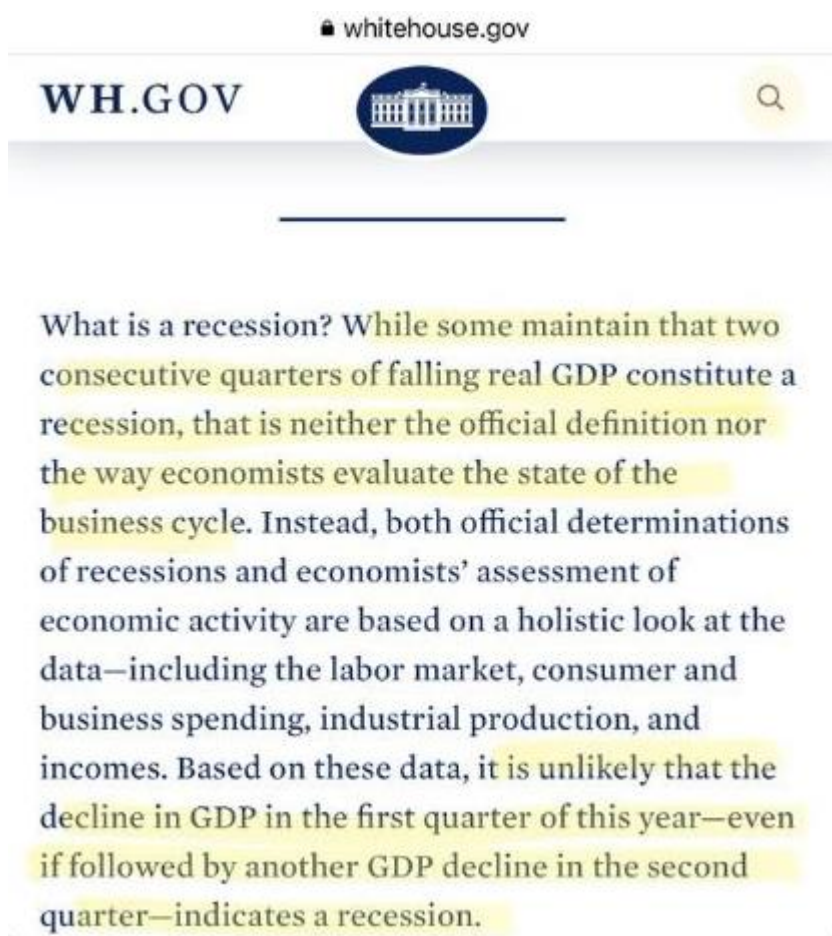 whitehouse.gov
WH.GOV
What is a recession? While some maintain that two
consecutive quarters of falling real GDP constitute a
recession, that is neither the official definition nor
the way economists evaluate the state of the
business cycle. Instead, both official determinations
of recessions and economists’ assessment of
economic activity are based on a holistic look at the
data—including the labor market, consumer and
business spending, industrial production, and
incomes. Based on these data, it is unlikely that the
decline in GDP in the first quarter of this year—even
if followed by another GDP decline in the second
quarter—indicates a recession.